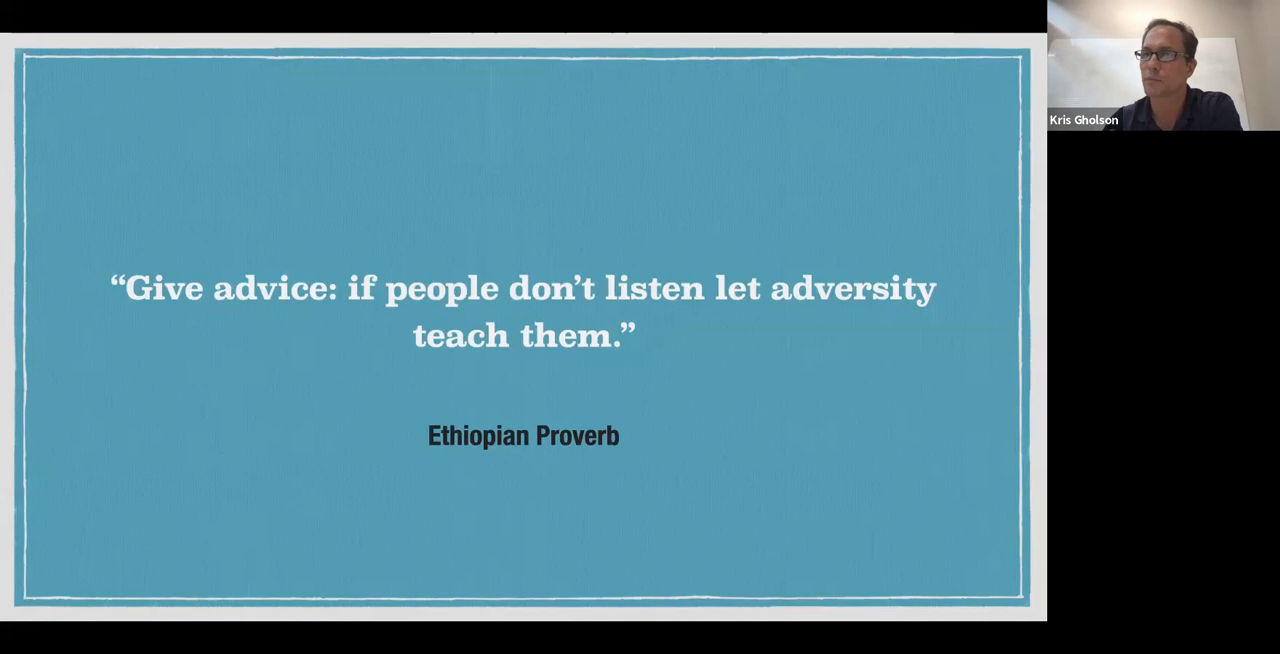 “Give advice: if people don’t listen let adversity
teach them.”
Ethiopian Proverb
Kris Gholson